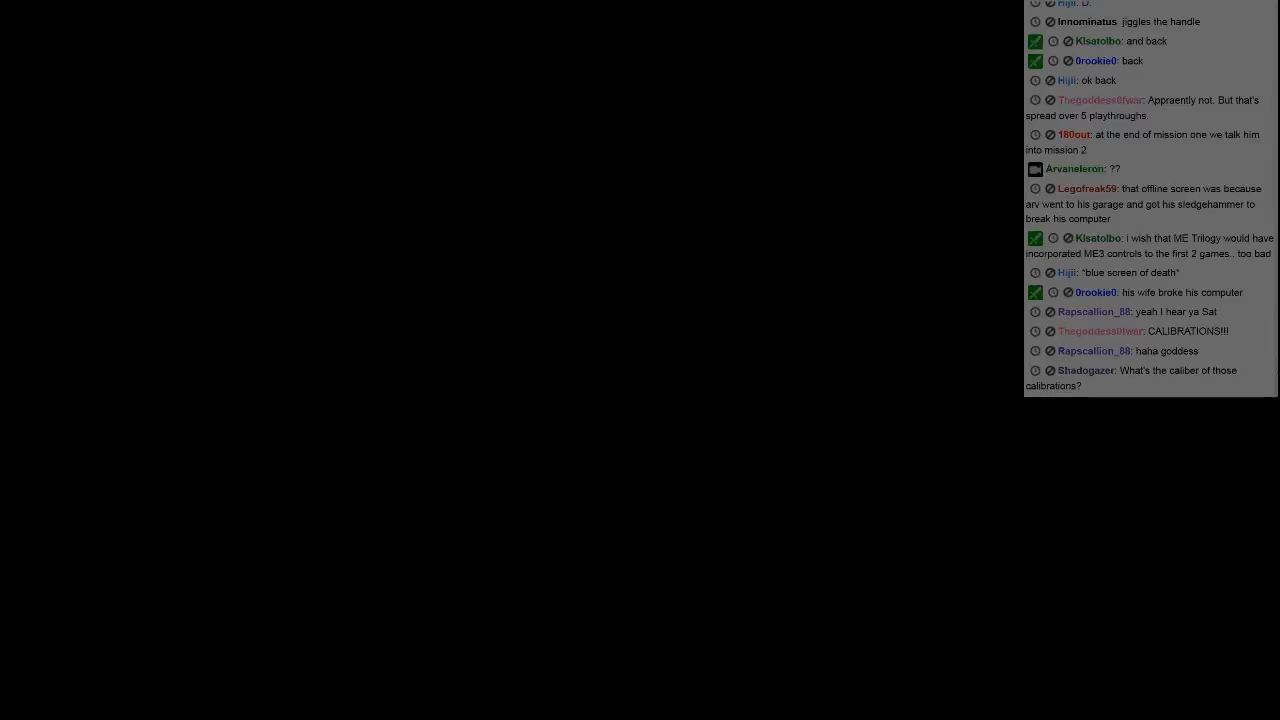 Hijii: D:
Innominatus jiggles the handle
KIsatoIbo: and back
0rookie0: back
Hijii: ok back
Thegoddess0fwar: Appraently not. But that's
spread over 5 playthroughs.
180out: at the end of mission one we talk him
into mission 2
Arvaneleron: ??
Legofreak59: that offline screen was because
arv went to his garage and got his sledgehammer to
break his computer
KIsatoIbo: i wish that ME Trilogy would have
incorporated ME3 controls to the first 2 games.. too bad
Hijii: *blue screen of death*
0rookie0: his wife broke his computer
Rapscallion_88: yeah I hear ya Sat
Thegoddess0fwar: CALIBRATIONS!!!
Rapscallion_88: haha goddess
Shadogazer: What's the caliber of those
calibrations?